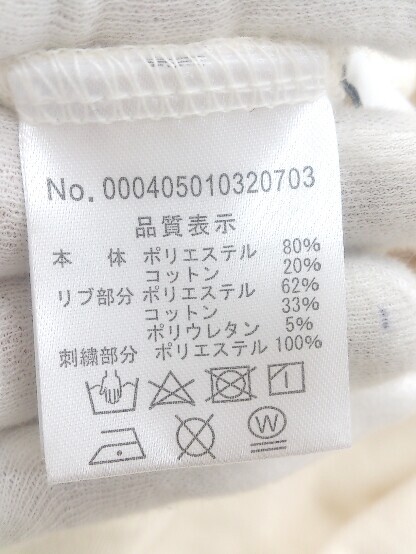 No. 000405010320703
品質表示
本　体 ポリエステル 80%
コットン 20%
リブ部分 ポリエステル 62%
コットン 33%
ポリウレタン 5%
刺繍部分 ポリエステル 100%
W